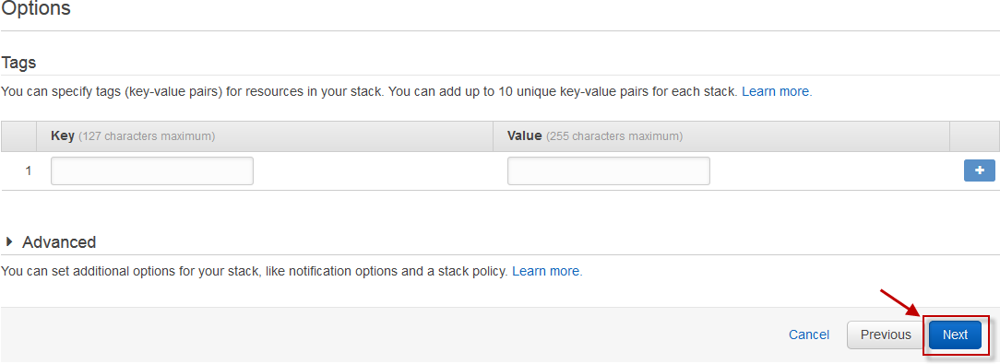 Options
Tags
You can specify tags (key-value pairs) for resources in your stack. You can add up to 10 unique key-value pairs for each stack. Learn more.
Key (127 characters maximum) Value (255 characters maximum)
1
Advanced
You can set additional options for your stack, like notification options and a stack policy. Learn more.
Cancel Previous Next